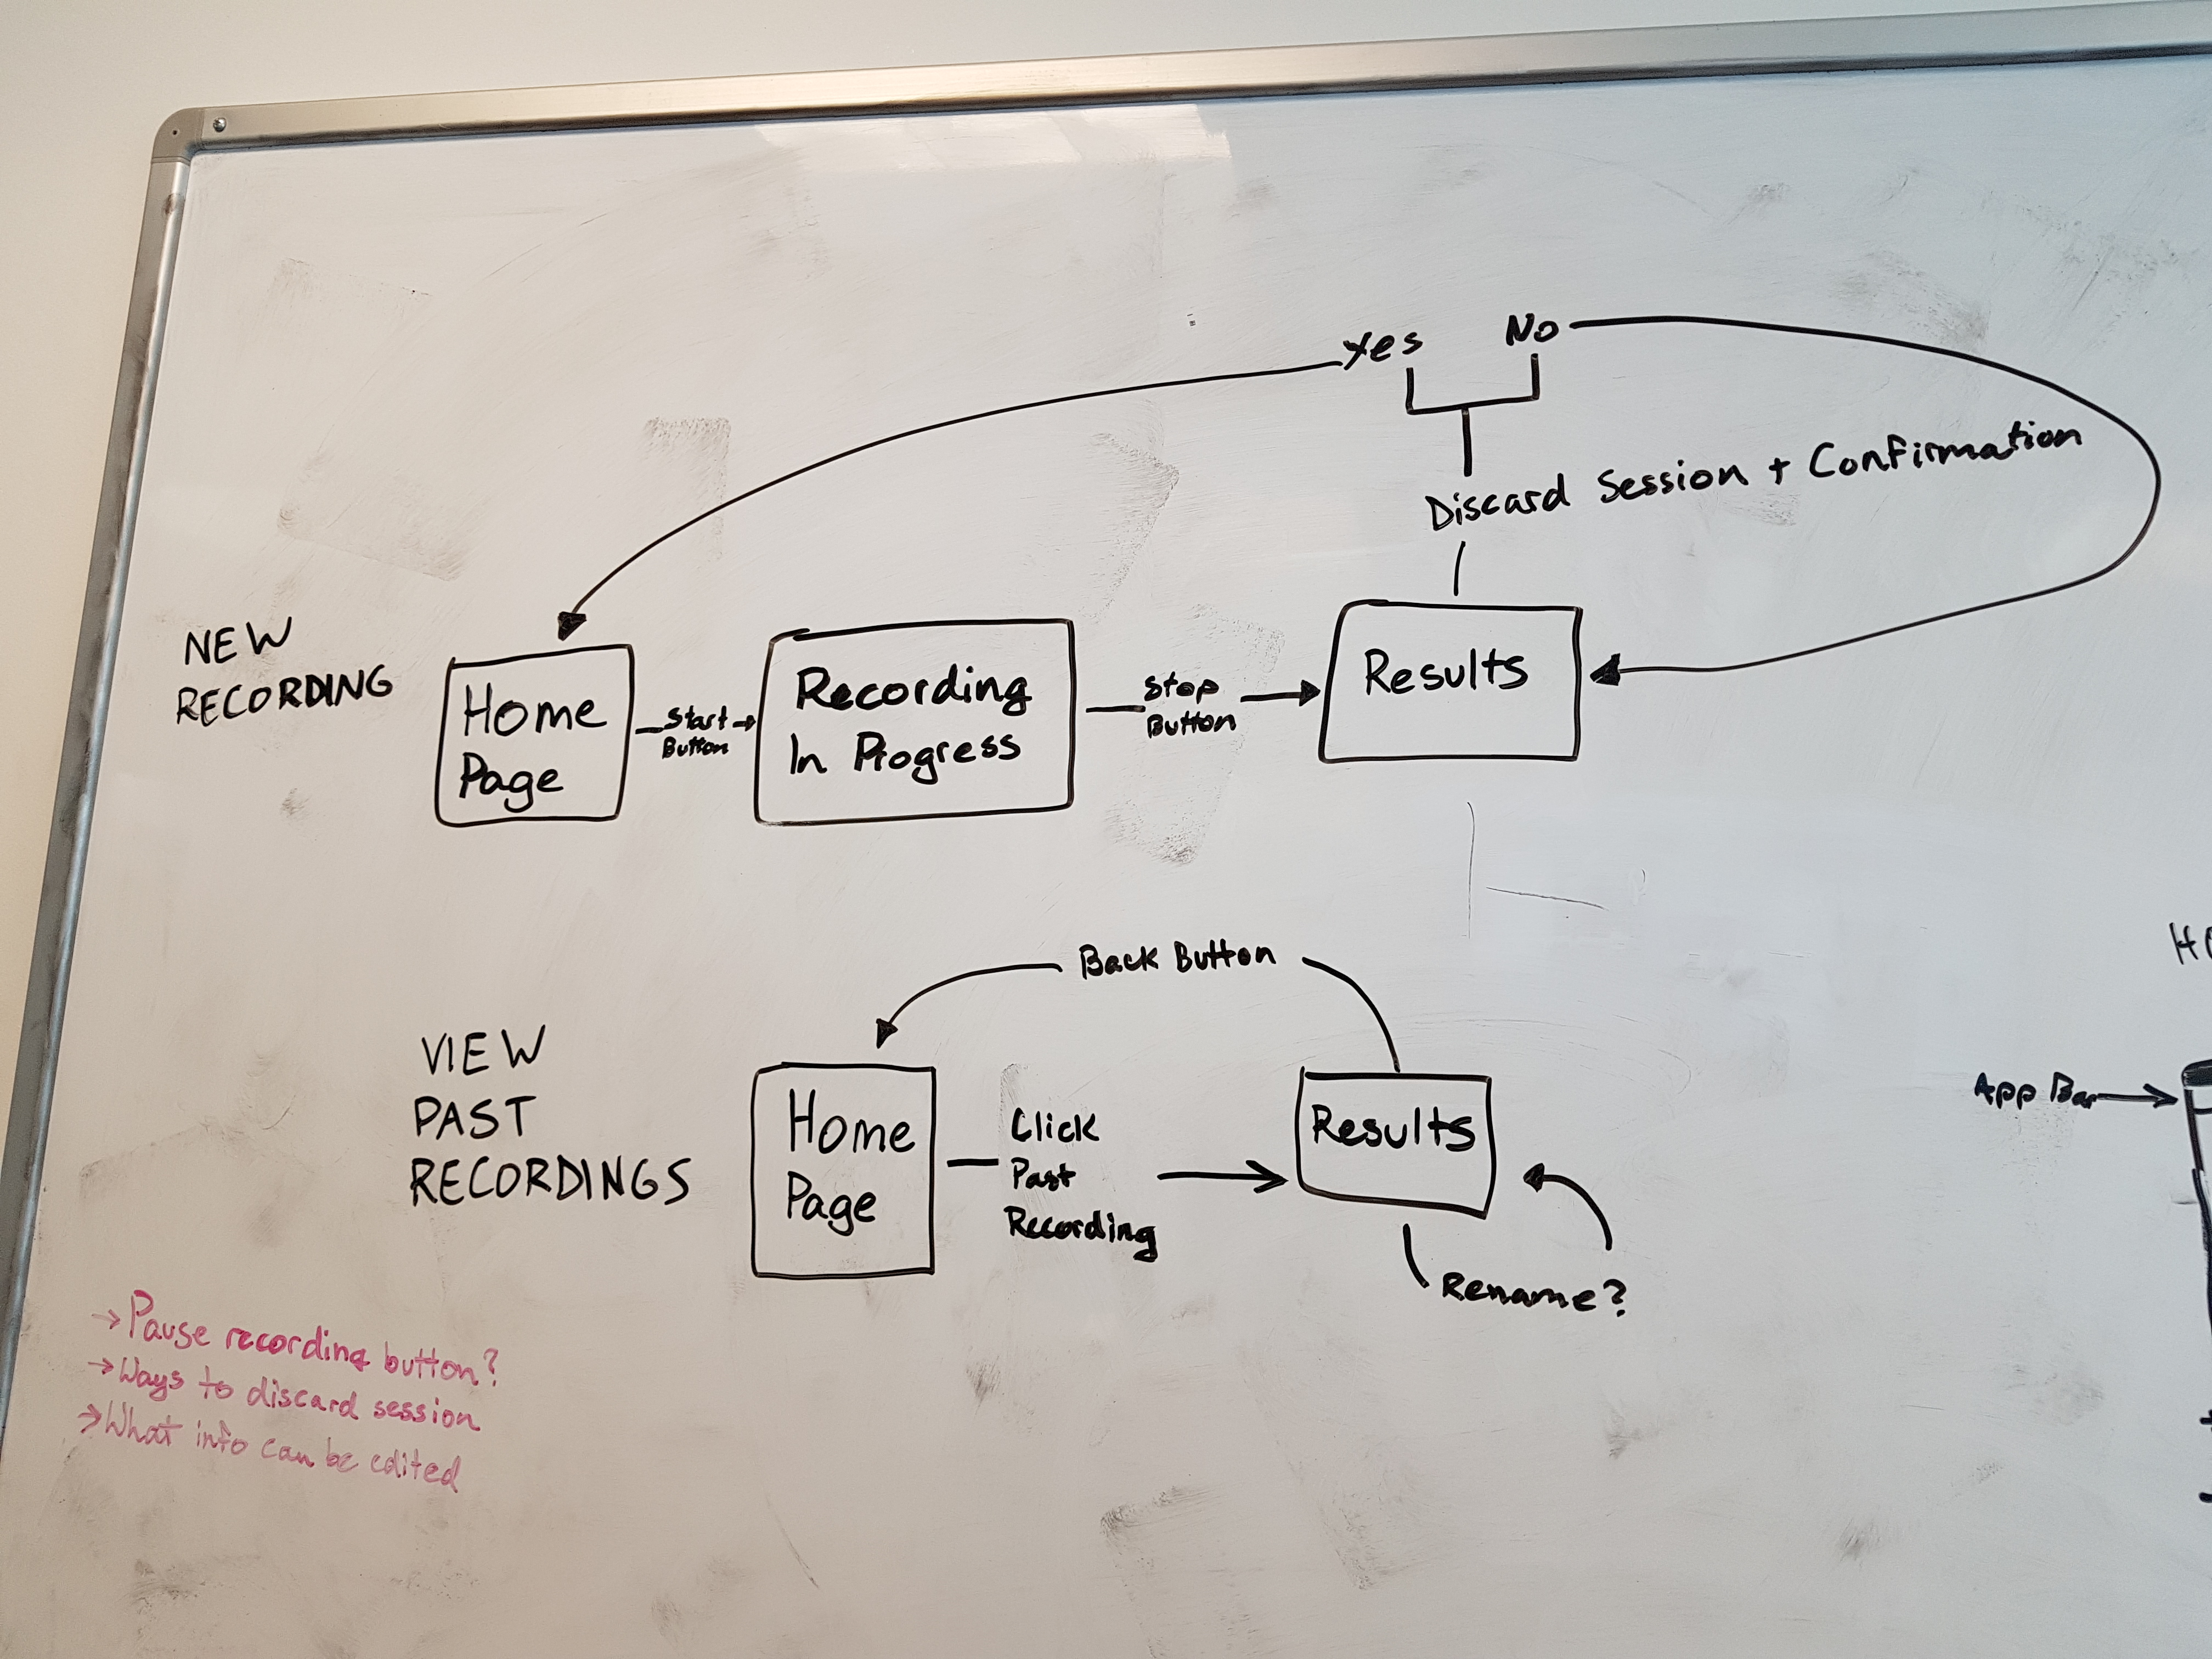 Yes No
Discard Session + Confirmation
NEW
RECORDING
Home
Page
Start
Button
Recording
In Progress
Stop
Button
Results
Back Button
VIEW
PAST
RECORDINGS
Home
Page
Click
Past
Recording
Results
Rename?
App Bar
→ Pause recording button?
→ Ways to discard session
→ What info can be edited